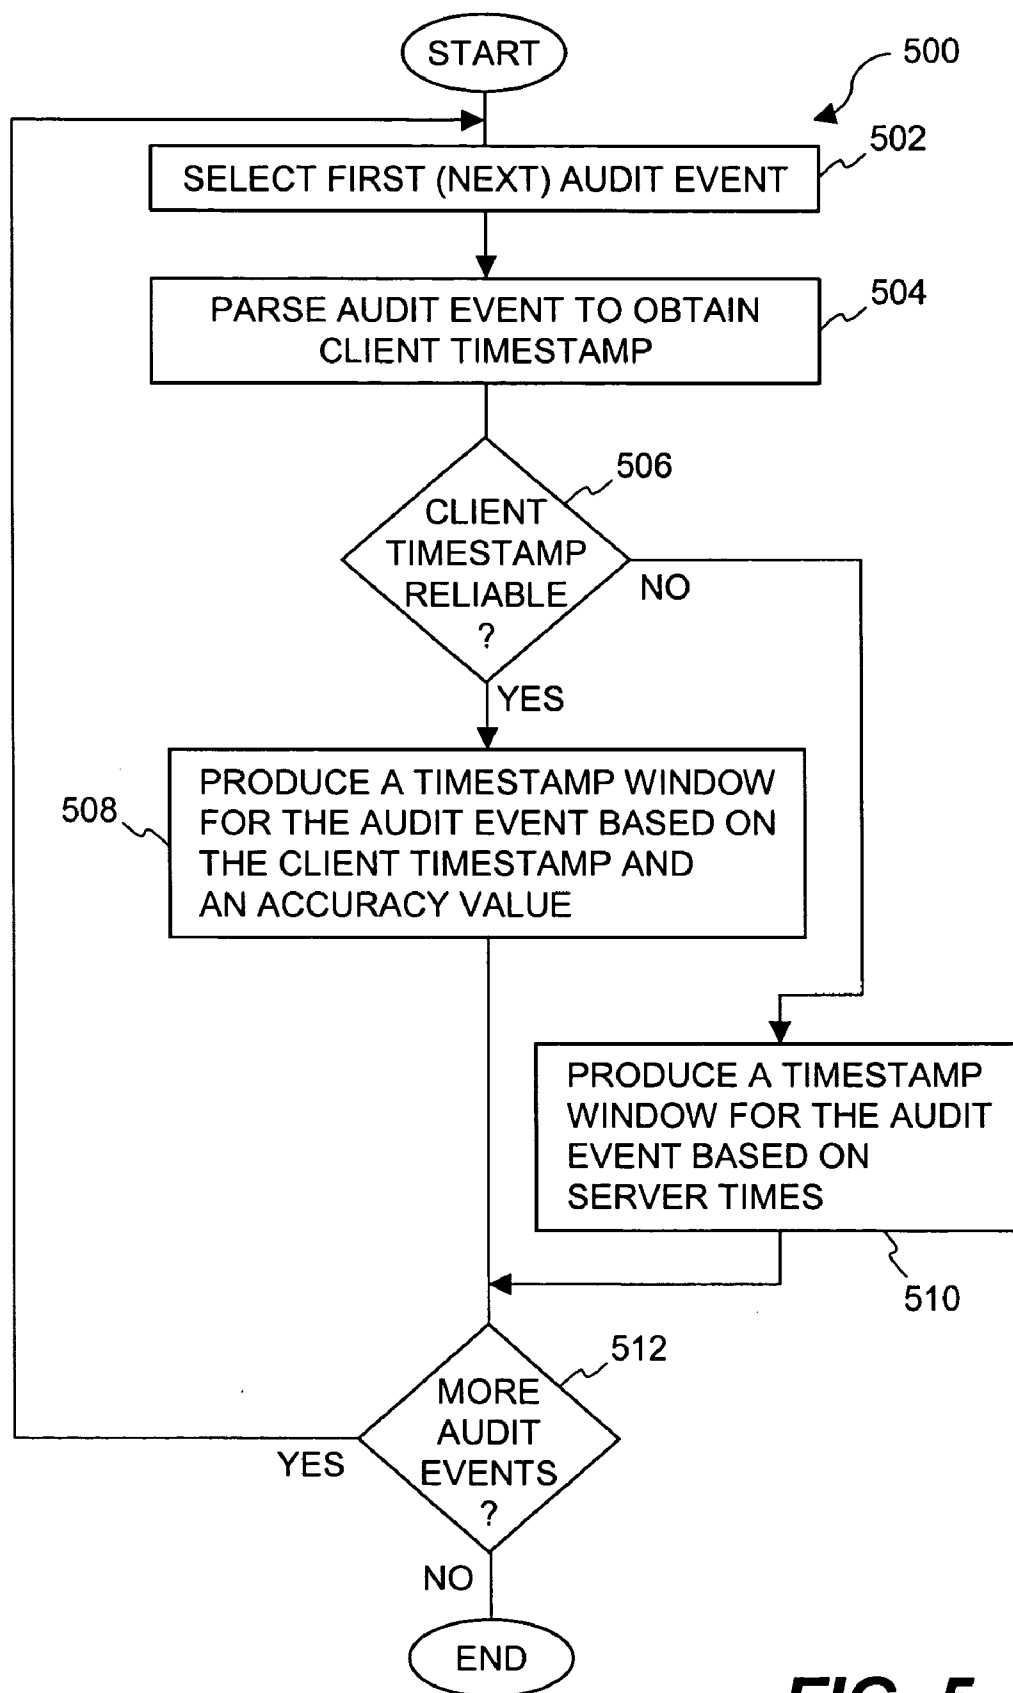 START
500
502
SELECT FIRST (NEXT) AUDIT EVENT
504
PARSE AUDIT EVENT TO OBTAIN
CLIENT TIMESTAMP
506
CLIENT
TIMESTAMP
RELIABLE
?
NO
YES
508
PRODUCE A TIMESTAMP WINDOW
FOR THE AUDIT EVENT BASED ON
THE CLIENT TIMESTAMP AND
AN ACCURACY VALUE
PRODUCE A TIMESTAMP
WINDOW FOR THE AUDIT
EVENT BASED ON
SERVER TIMES
510
512
MORE
AUDIT
EVENTS
?
YES
NO
END
FIG. 5